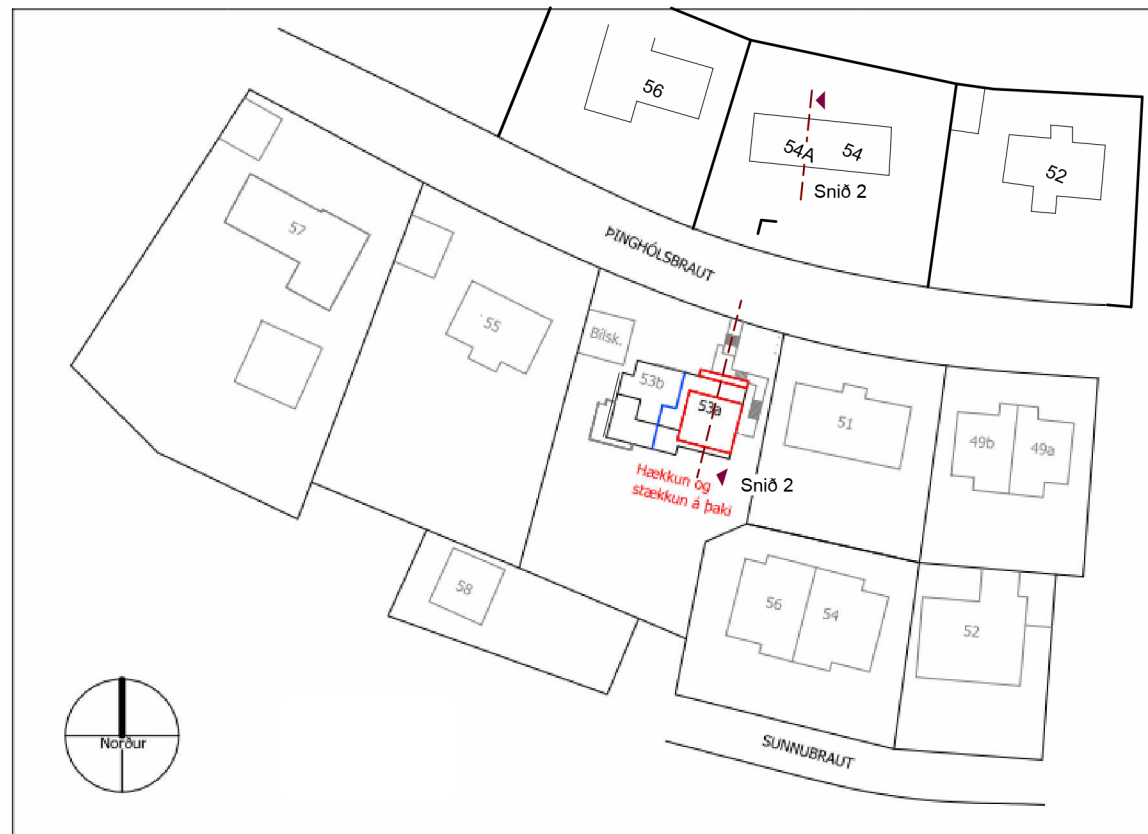 56
54A
54
52
Snið 2
57
ÞINGHÓLSBRAUT
55
Bílsk.
53b
53a
51
49b
49a
Hækkun og
stækkun á þaki
Snið 2
58
56
54
52
Norður
SUNNUBRAUT